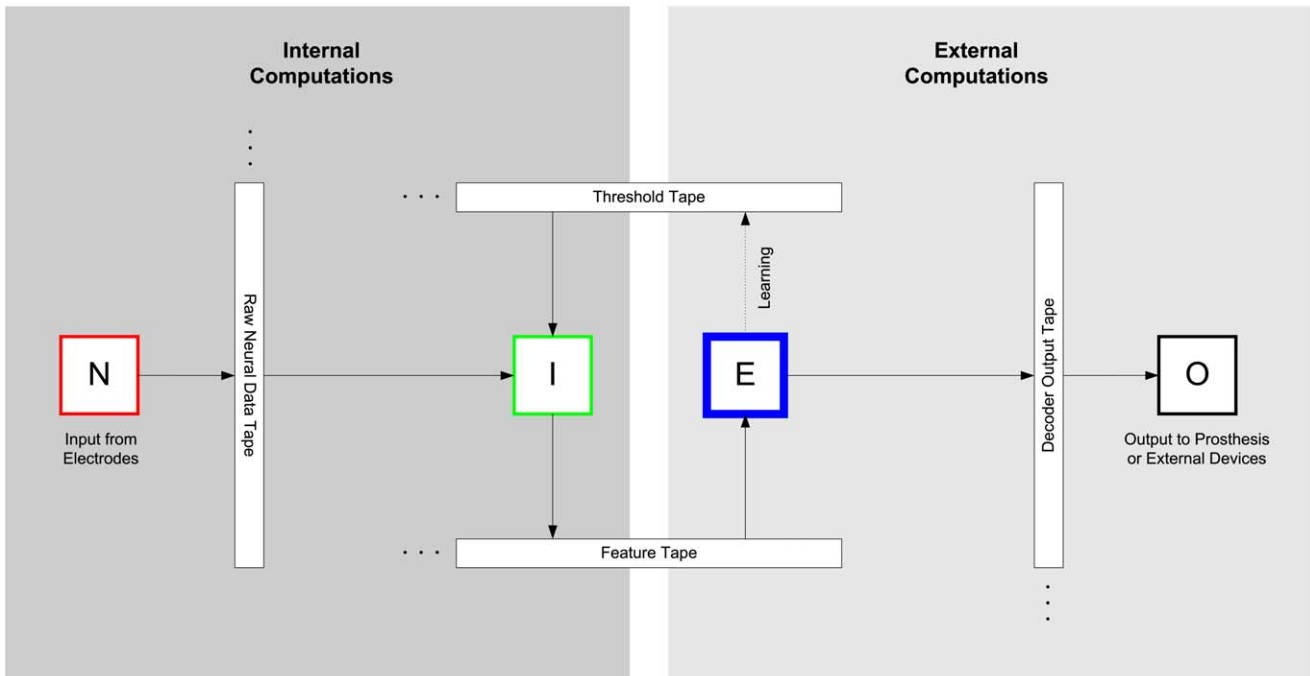 Internal
Computations
External
Computations
Threshold Tape
Raw Neural Data Tape
Learning
Decoder Output Tape
N
I
E
O
Input from
Electrodes
Output to Prosthesis
or External Devices
Feature Tape